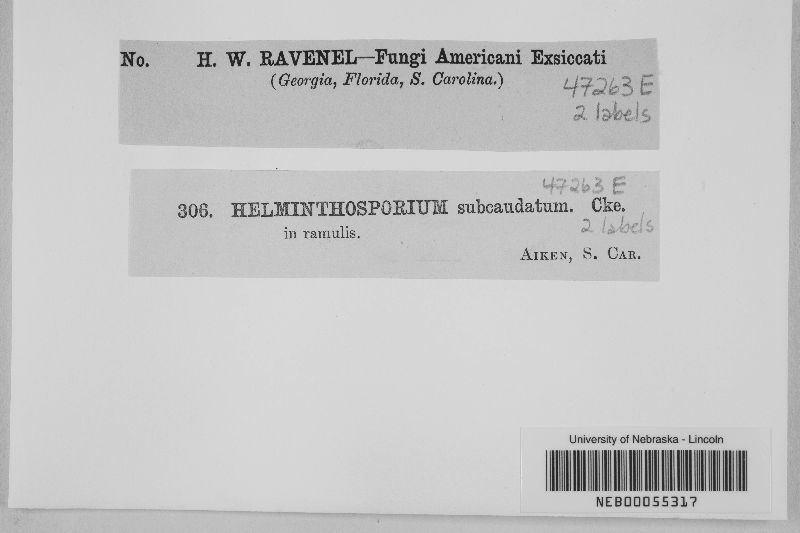 No. H. W. RAVENEL—Fungi Americani Exsiccati
(Georgia, Florida, S. Carolina.)
47263 E
2 labels
47263 E
306. HELMINTHOSPORIUM subcaudatum. Cke.
2 labels
in ramulis.
AIKEN, S. CAR.
University of Nebraska - Lincoln
NEB00055317